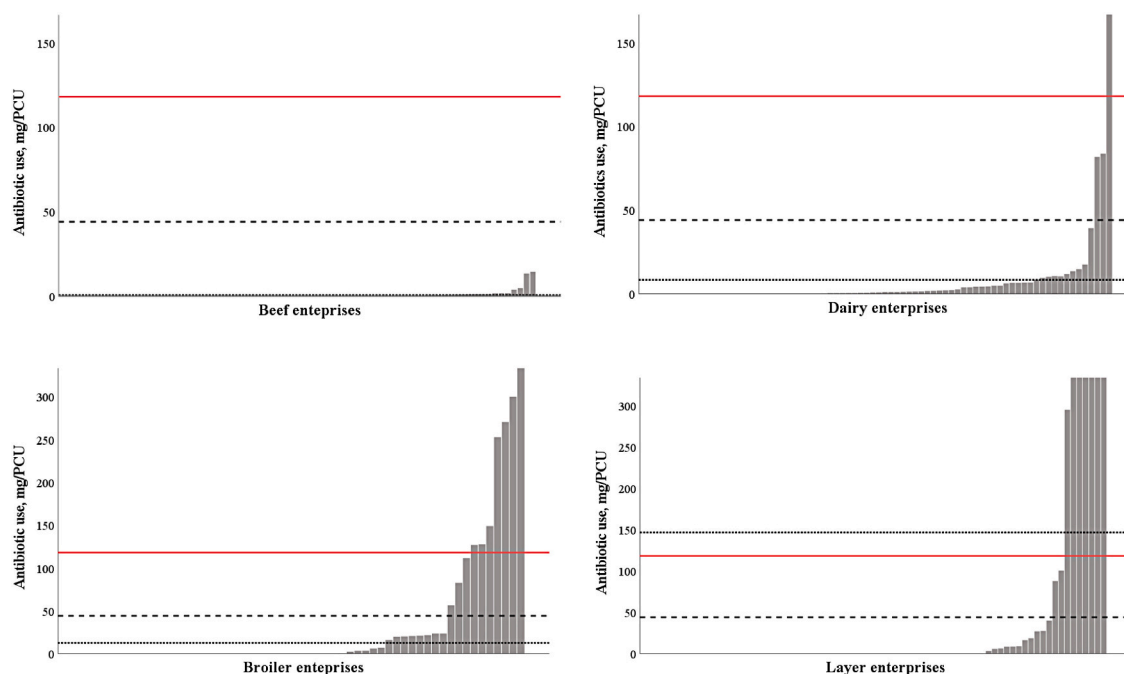 Antibiotic use, mg/PCU
150
100
50
0
Beef enteprises
Antibiotics use, mg/PCU
150
100
50
0
Dairy enterprises
Antibiotic use, mg/PCU
300
250
200
150
100
50
0
Broiler enteprises
Antibiotic use, mg/PCU
300
250
200
150
100
50
0
Layer enterprises